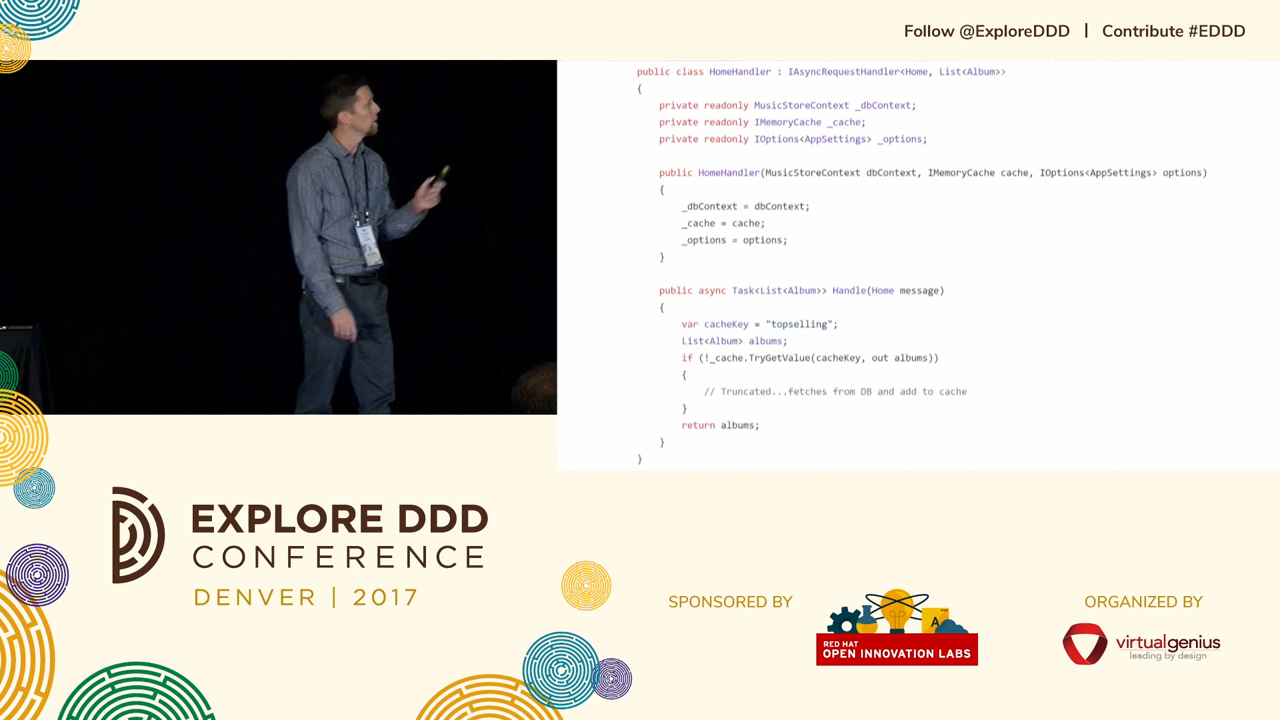 Follow @ExploreDDD | Contribute #EDDD
public class HomeHandler : IAsyncRequestHandler<Home, List<Album>>
{
    private readonly MusicStoreContext _dbContext;
    private readonly IMemoryCache _cache;
    private readonly IOptions<AppSettings> _options;
    public HomeHandler(MusicStoreContext dbContext, IMemoryCache cache, IOptions<AppSettings> options)
    {
        _dbContext = dbContext;
        _cache = cache;
        _options = options;
    }
    public async Task<List<Album>> Handle(Home message)
    {
        var cacheKey = "topselling";
        List<Album> albums;
        if (!_cache.TryGetValue(cacheKey, out albums))
        {
            // Truncated...fetches from DB and add to cache
        }
        return albums;
    }
}
EXPLORE DDD
CONFERENCE
DENVER | 2017
SPONSORED BY
RED HAT
OPEN INNOVATION LABS
A
ORGANIZED BY
virtualgenius
leading by design